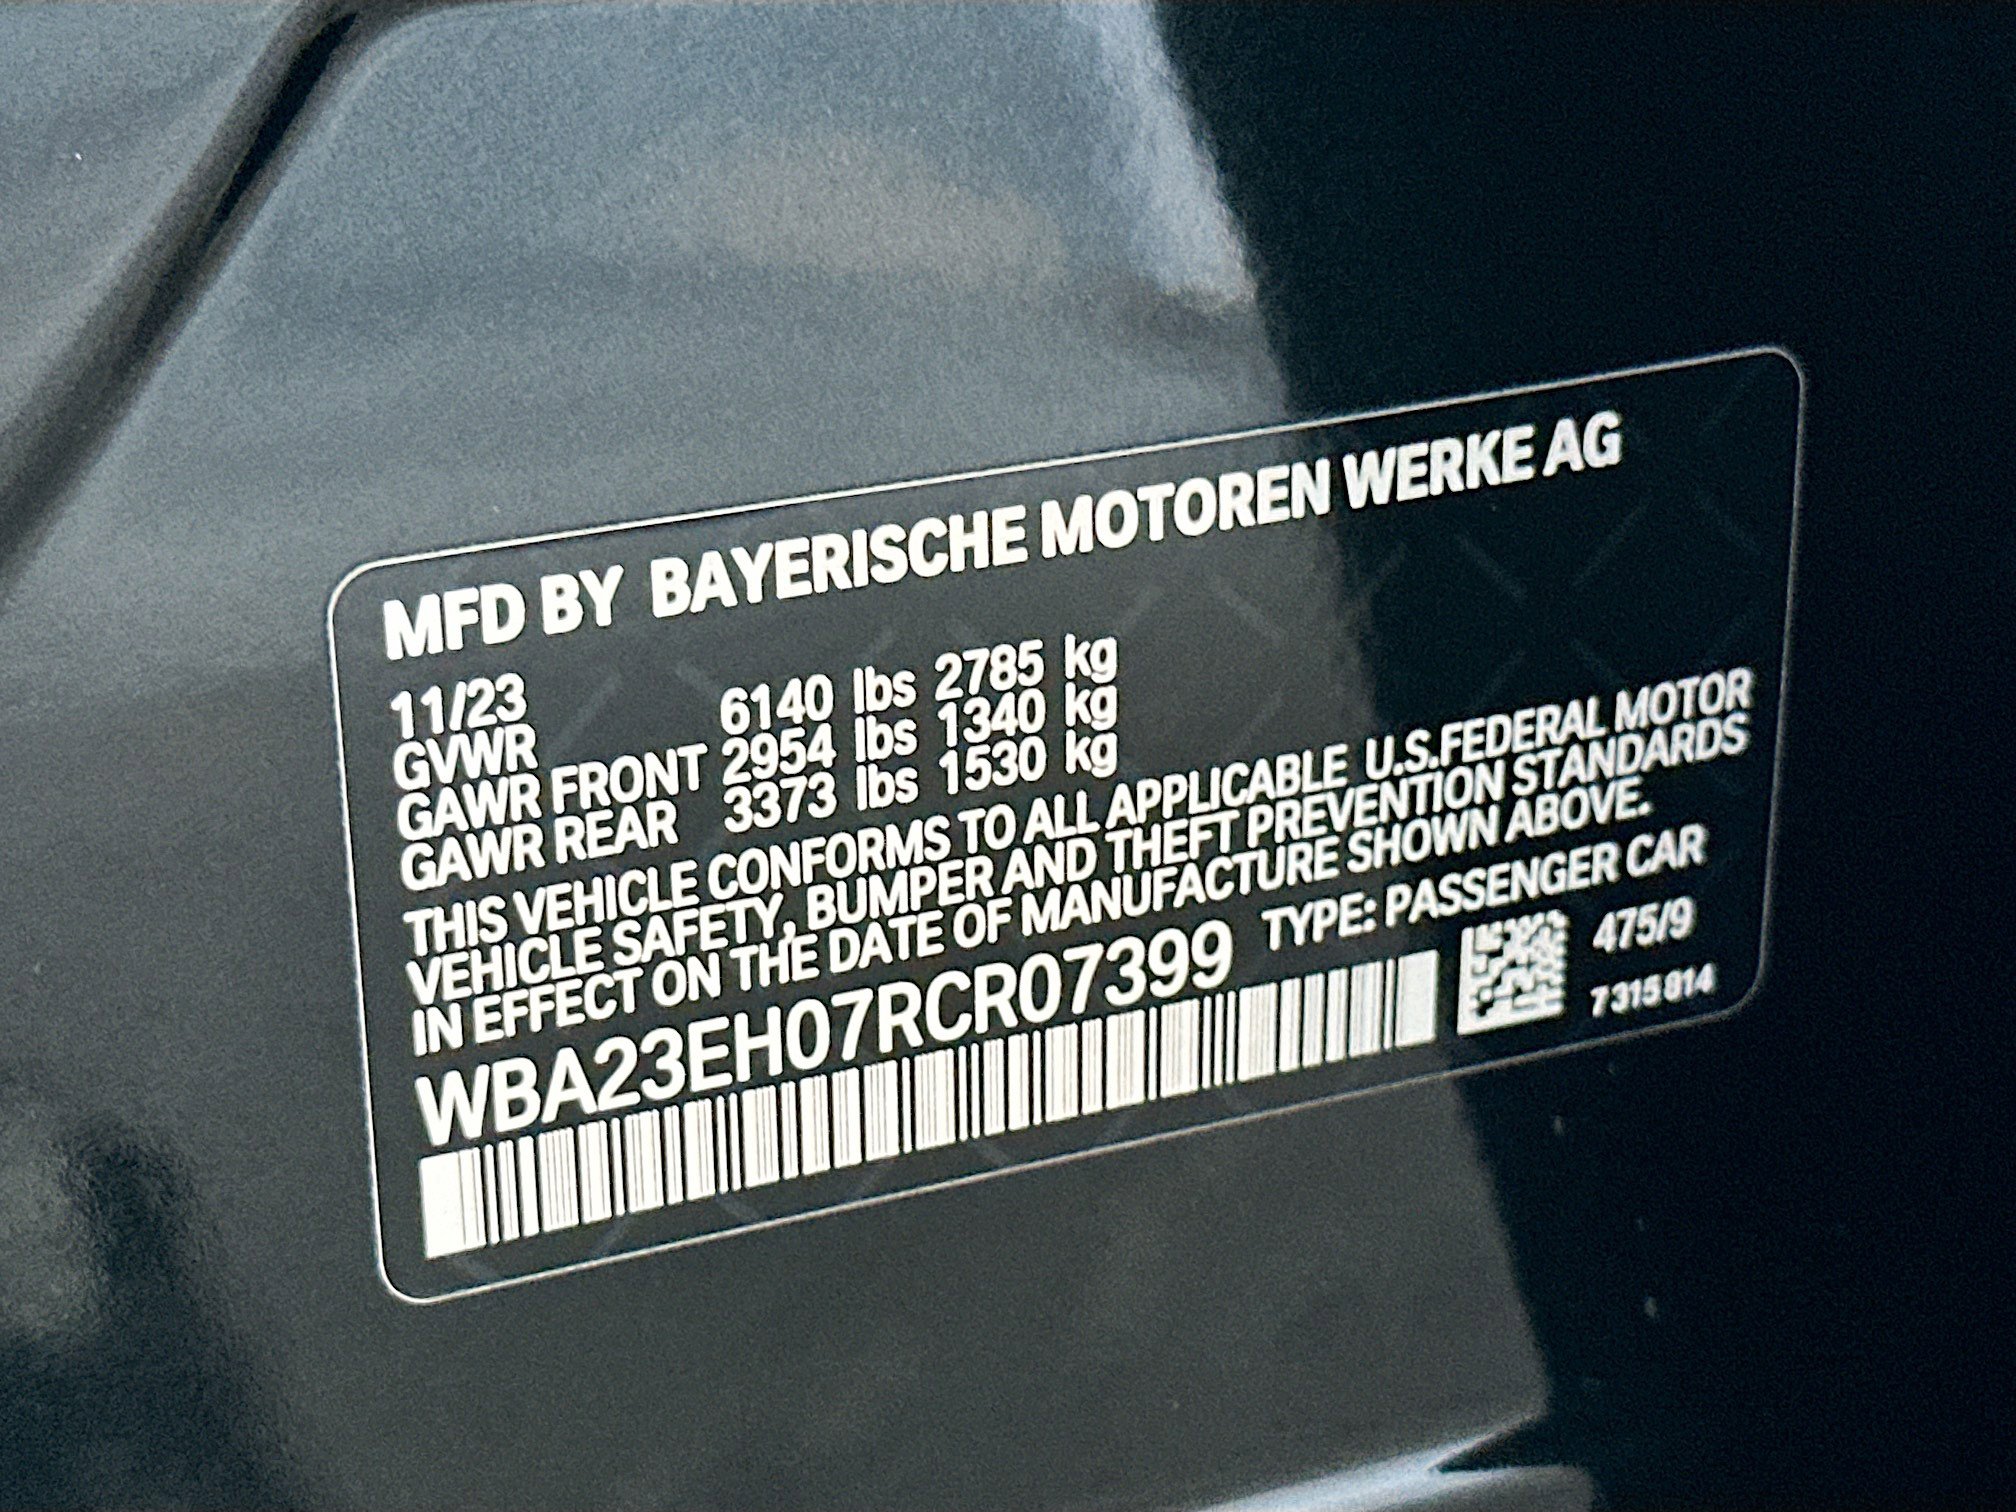 MFD BY BAYERISCHE MOTOREN WERKE AG
11/23
GVWR 6140 lbs 2785 kg
GAWR FRONT 2954 lbs 1340 kg
GAWR REAR 3373 lbs 1530 kg
THIS VEHICLE CONFORMS TO ALL APPLICABLE U.S.FEDERAL MOTOR
VEHICLE SAFETY, BUMPER AND THEFT PREVENTION STANDARDS
IN EFFECT ON THE DATE OF MANUFACTURE SHOWN ABOVE.
WBA23EH07RCR07399 TYPE: PASSENGER CAR
475/9
7 315 814